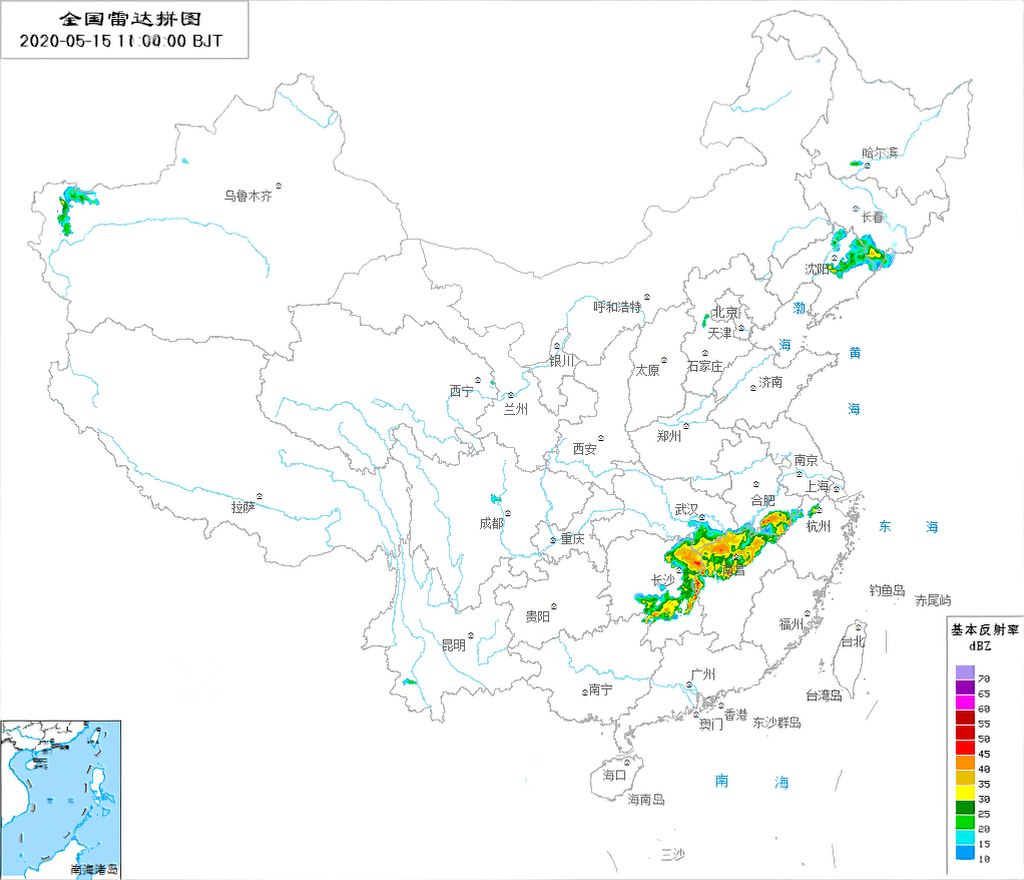 全国雷达拼图
2020-05-15 11:00:00 BJT
哈尔滨
乌鲁木齐
长春
沈阳
呼和浩特
北京
渤
天津
海
黄
银川
石家庄
太原
西宁
济南
兰州
海
郑州
西安
南京
上海
合肥
拉萨
武汉
成都
杭州
东 海
重庆
南昌
长沙
钓鱼岛
赤尾屿
贵阳
福州
台北
昆明
基本反射率
dBZ
广州
南宁
台湾岛
香港
澳门
东沙群岛
海口
南 海
海南岛
三沙
70
65
60
55
50
45
40
35
30
25
20
15
10
南 海
南海诸岛